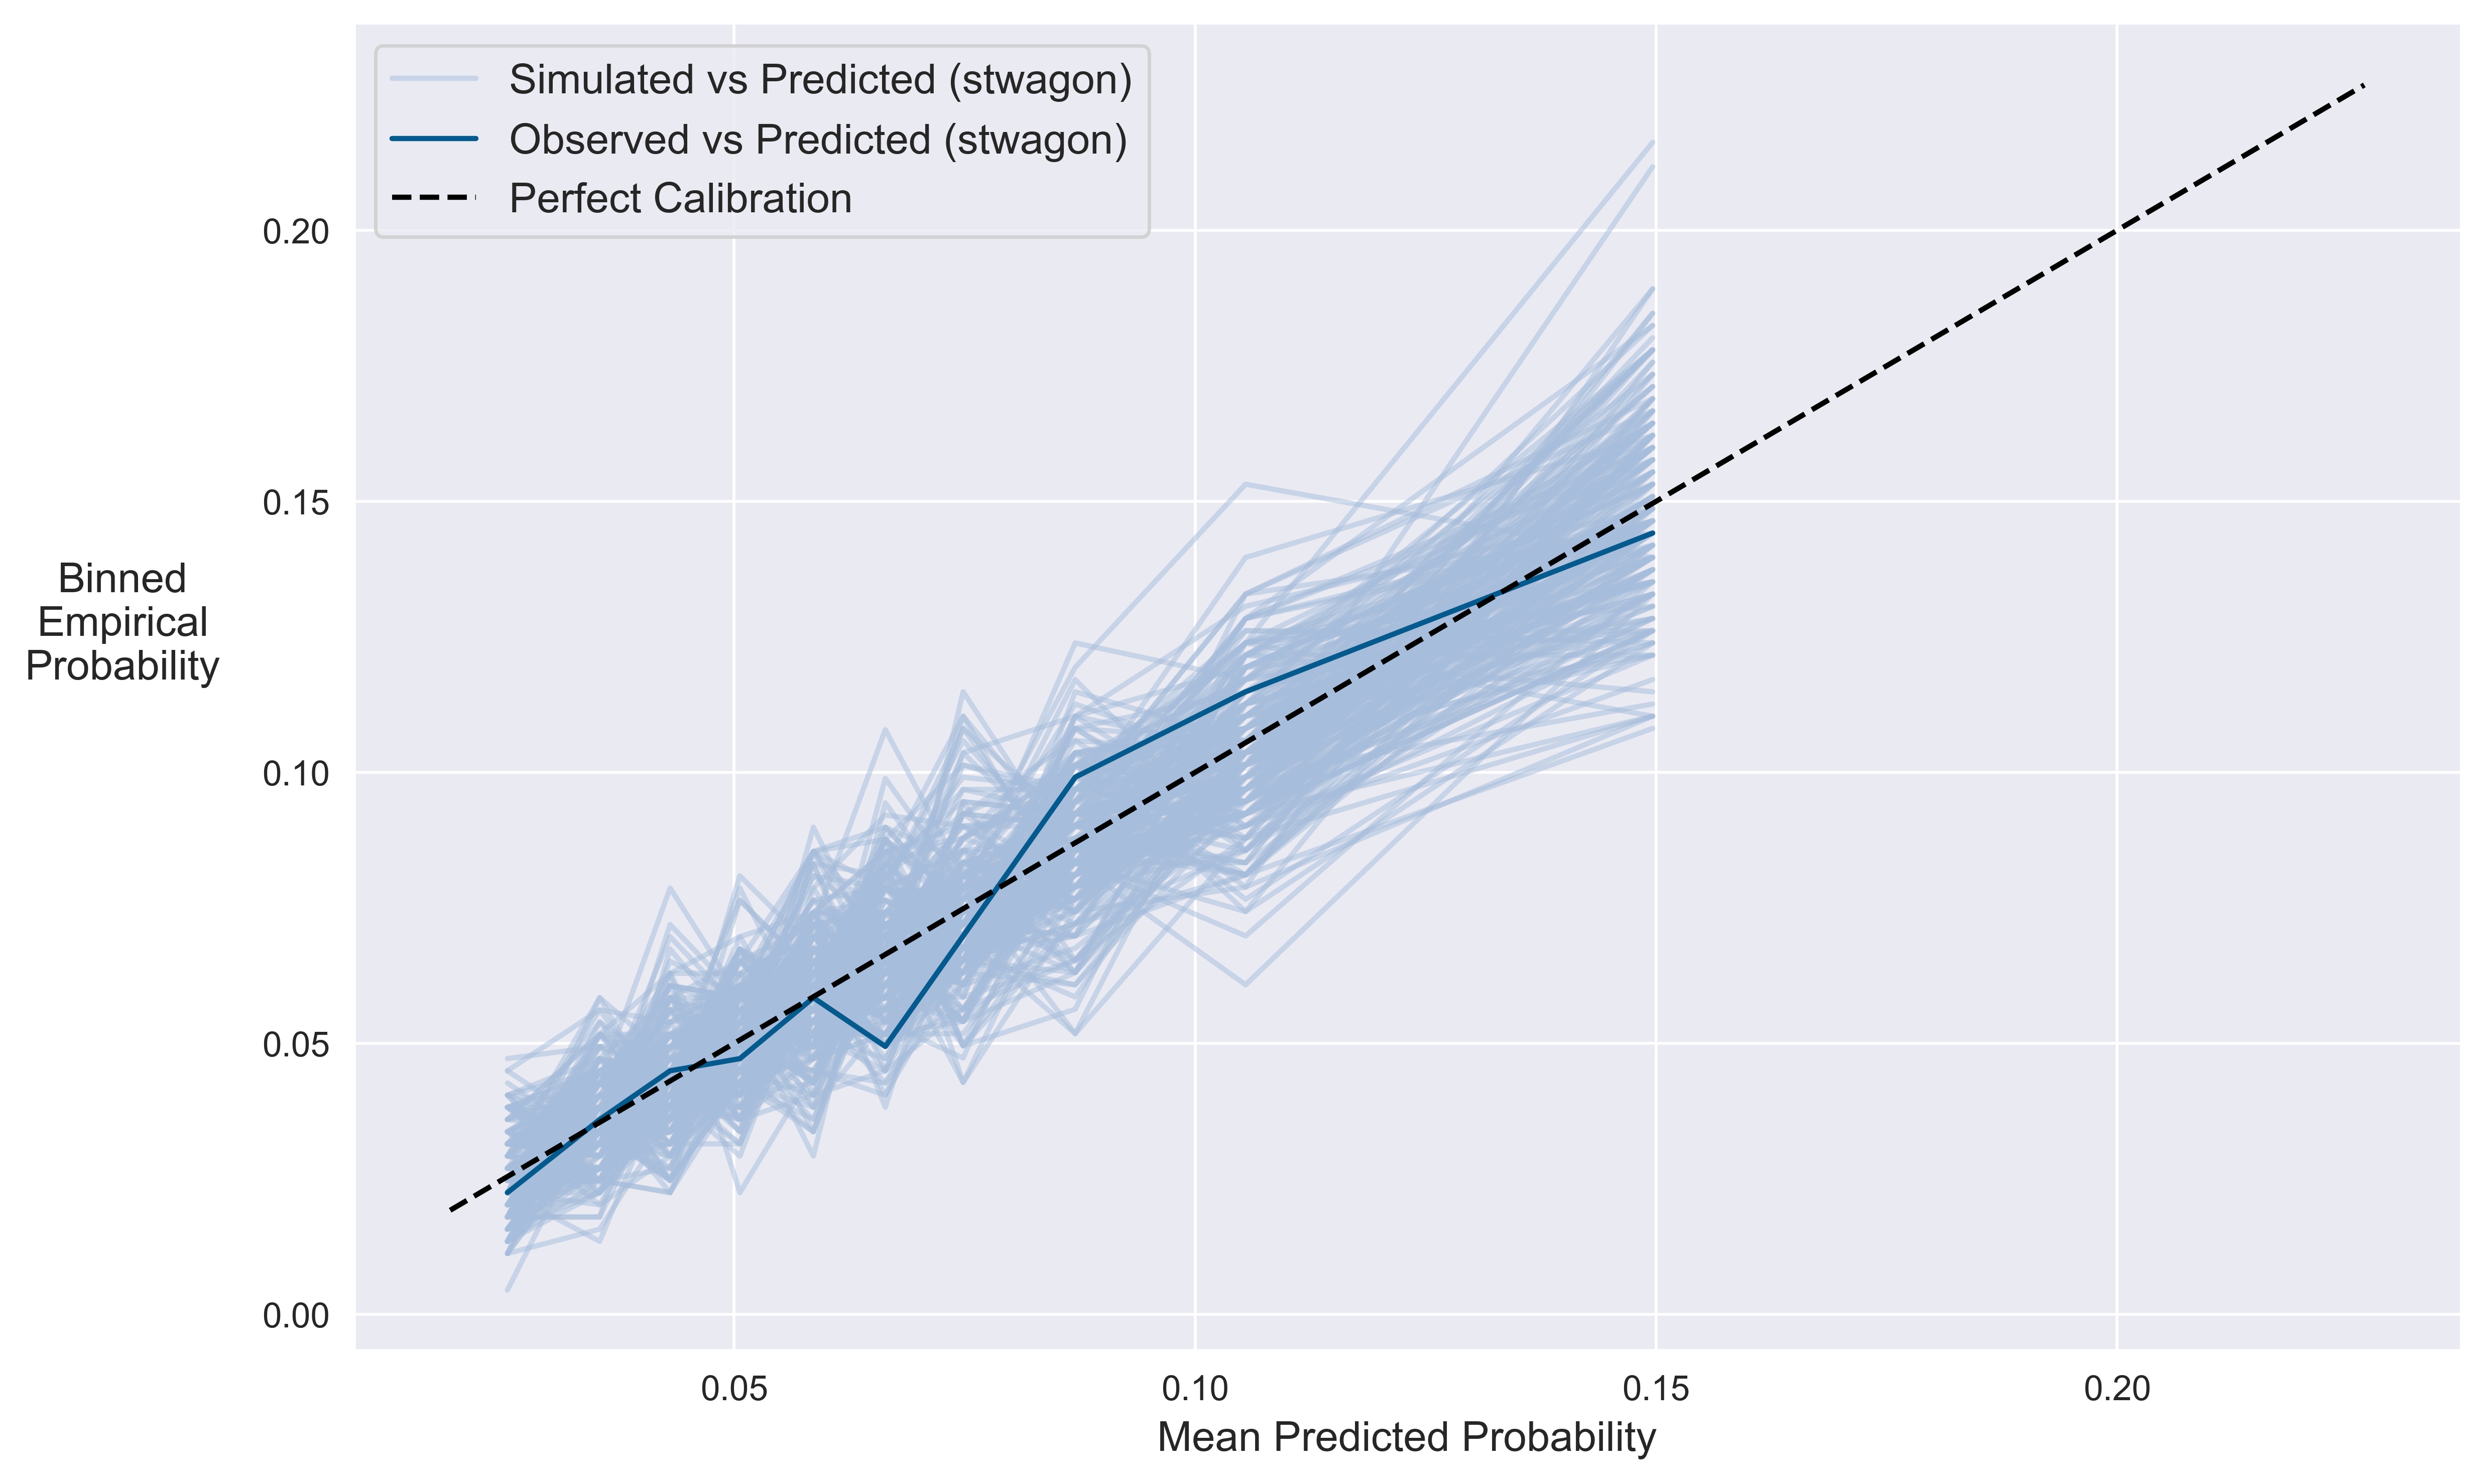 Simulated vs Predicted (stwagon)
Observed vs Predicted (stwagon)
Perfect Calibration
0.20
0.15
Binned
Empirical
Probability
0.10
0.05
0.00
0.05 0.10 0.15 0.20
Mean Predicted Probability